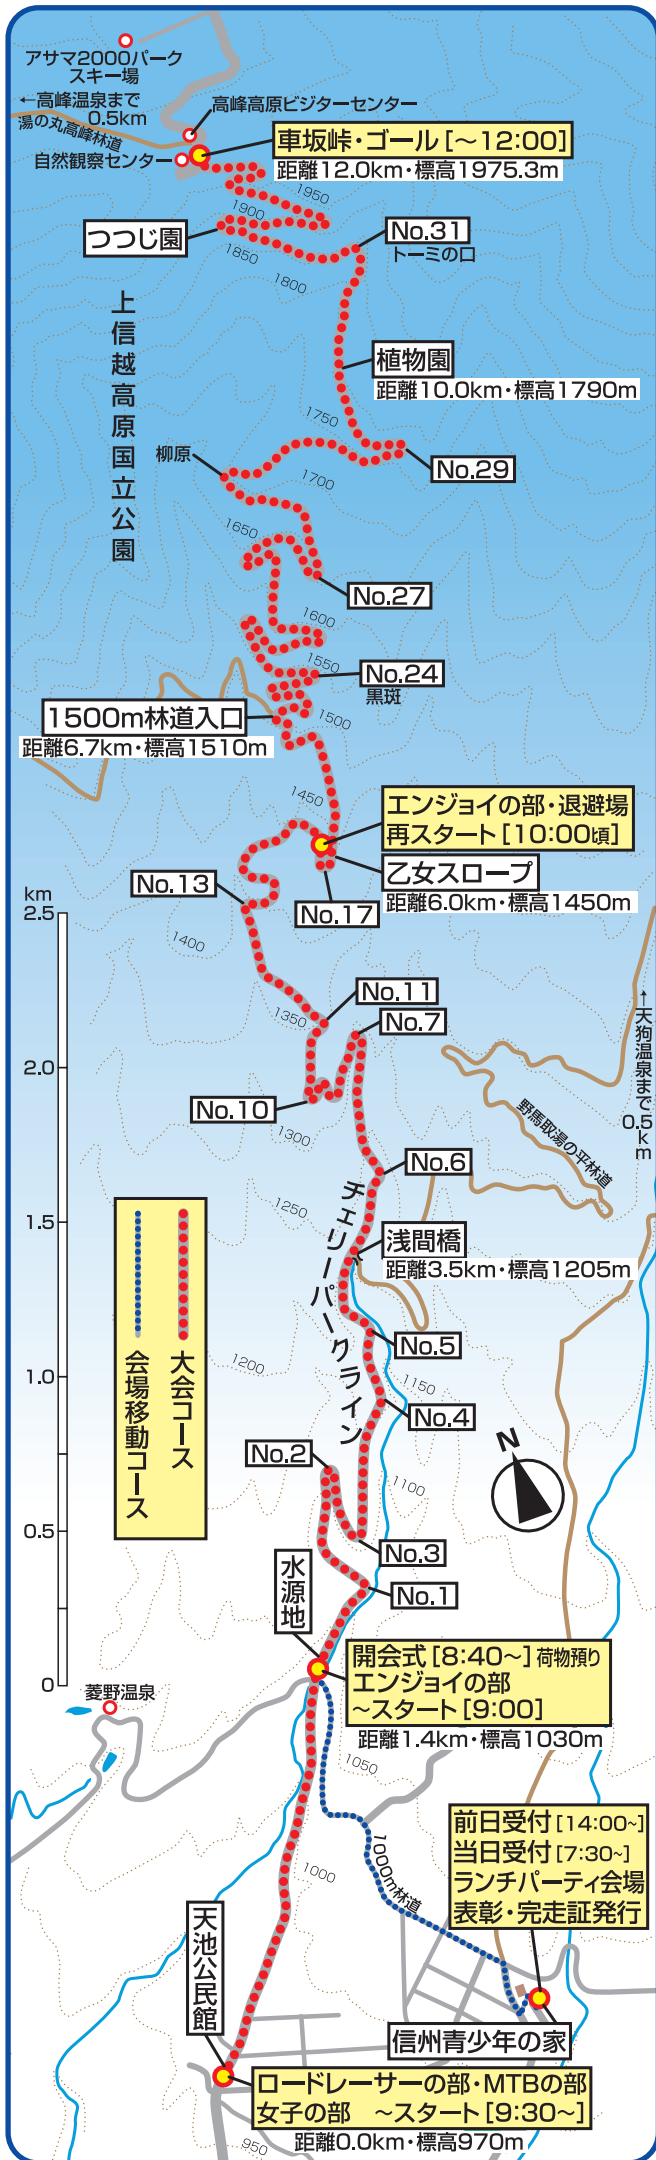 アサマ2000パーク
スキー場
←高峰温泉まで
0.5km
湯の丸高峰林道
高峰高原ビジターセンター
自然観察センター
車坂峠・ゴール [～12:00]
距離12.0km・標高1975.3m
1950
1900
つつじ園
No.31
トーミの口
1850
1800
上信越高原国立公園
植物園
距離10.0km・標高1790m
1750
柳原
No.29
1700
1650
No.27
1600
1550
No.24
黒斑
1500m林道入口
距離6.7km・標高1510m
1500
1450
エンジョイの部・退避場
再スタート [10:00頃]
乙女スロープ
距離6.0km・標高1450m
No.13
No.17
km
2.5
1400
No.11
1350
No.7
←天狗温泉まで
0.5km
2.0
No.10
野馬取湯の平林道
1300
No.6
1250
1.5
チェリーパークライン
浅間橋
距離3.5km・標高1205m
大会コース
会場移動コース
No.5
1200
1.0
1150
No.4
N
No.2
1100
0.5
No.3
水源地
No.1
開会式 [8:40～] 荷物預り
エンジョイの部
～スタート [9:00]
距離1.4km・標高1030m
0
菱野温泉
1050
前日受付 [14:00～]
当日受付 [7:30～]
ランチパーティ会場
表彰・完走証発行
1000m林道
1000
天池公民館
信州青少年の家
ロードレーサーの部・MTBの部
女子の部　～スタート [9:30～]
距離0.0km・標高970m
950